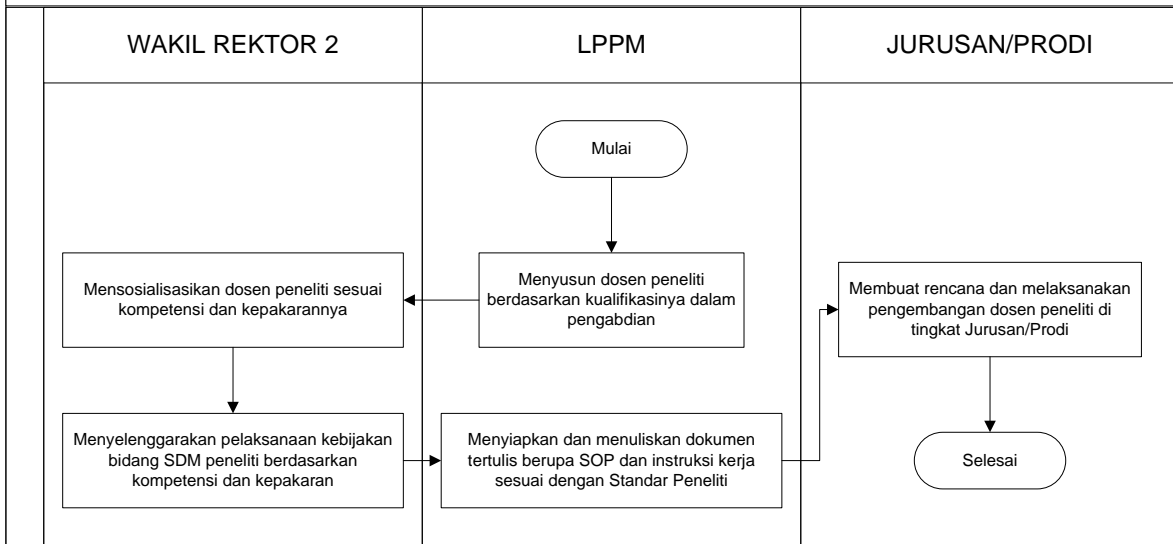 WAKIL REKTOR 2
LPPM
JURUSAN/PRODI
Mulai
Menyusun dosen peneliti
berdasarkan kualifikasinya dalam
pengabdian
Mensosialisasikan dosen peneliti sesuai
kompetensi dan kepakarannya
Menyelenggarakan pelaksanaan kebijakan
bidang SDM peneliti berdasarkan
kompetensi dan kepakaran
Menyiapkan dan menuliskan dokumen
tertulis berupa SOP dan instruksi kerja
sesuai dengan Standar Peneliti
Membuat rencana dan melaksanakan
pengembangan dosen peneliti di
tingkat Jurusan/Prodi
Selesai